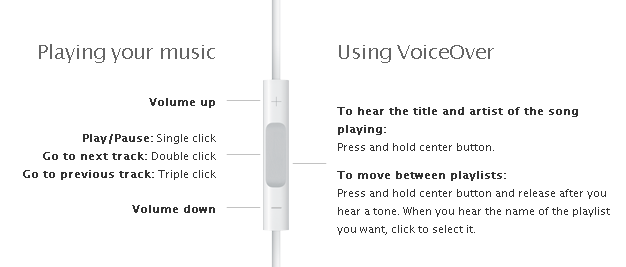 Playing your music
Volume up
Play/Pause: Single click
Go to next track: Double click
Go to previous track: Triple click
Volume down
Using VoiceOver
To hear the title and artist of the song
playing:
Press and hold center button.
To move between playlists:
Press and hold center button and release after you
hear a tone. When you hear the name of the playlist
you want, click to select it.